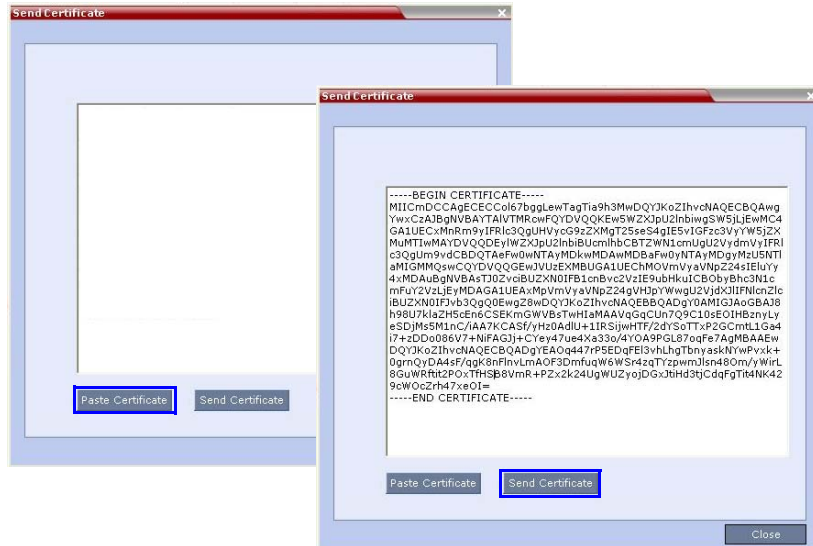 Send Certificate
Paste Certificate
Send Certificate
Send Certificate
-----BEGIN CERTIFICATE-----
MIICmDCCAgECECCol67bggLewTagTia9h3MwDQYJKoZIhvcNAQECBQAwg
YwxCzAJBgNVBAYTAlVTMRcwFQYDVQQKEw5WZXJpU2lnbiwgSW5jLjEwMC4
GA1UECxMnRm9yIFRlc3QgUHVycG9zZXMgT25seS4gIE5vIGFzc3VyYW5jZX
MuMTIwMAYDVQQDEylWZXJpU2lnbiBUcmlhbCBTZWN1cmUgU2VydmVyIFRl
c3QgUm9vdCBDQTAeFw0wNTAyMDkwMDAwMDBaFw0yNTAyMDgyMzU5NTl
aMIGMMQswCQYDVQQGEwJVUzEXMBUGA1UEChMOVmVyaVNpZ24sIEluYy
4xMDAuBgNVBAsTJ0ZvciBUZXN0IFB1cnBvc2VzIE9ubHkuICBObyBhc3N1c
mFuY2VzLjEyMDAGA1UEAxMpVmVyaVNpZ24gVHJpYWwgU2VjdXJlIFNlcnZlc
iBUZXN0IFJvb3QgQ0EwgZ8wDQYJKoZIhvcNAQEBBQADgY0AMIGJAoGBAJ8
h98U7klaZH5cEn6CSEKmGWVBsTwHIaMAAVqGqCUn7Q9C10sEOIHBznyLy
eSDjMs5M1nC/iAA7KCASf/yHz0AdlU+1IRSijwHTF/2dYSoTTxP2GCmtL1Ga4
i7+zDDo086V7+NiFAGJj+CYey47ue4Xa33o/4YOA9PGL87oqFe7AgMBAAEw
DQYJKoZIhvcNAQECBQADgYEAOq447rP5EDqFEl3vhLhgTbnyaskNYwPvxk+
0grnQyDA4sF/qgK8nFlnvLmAOF3DmfuqW6WSr4zqTYzpwmJlsn48Om/yWirL
8GuWRftit2POxTfHSB8VmR+PZx2k24UgWUZyojDGxJtiHd3tjCdqFgTit4NK42
9cWOcZrh47xeOI=
-----END CERTIFICATE-----
Paste Certificate
Send Certificate
Close